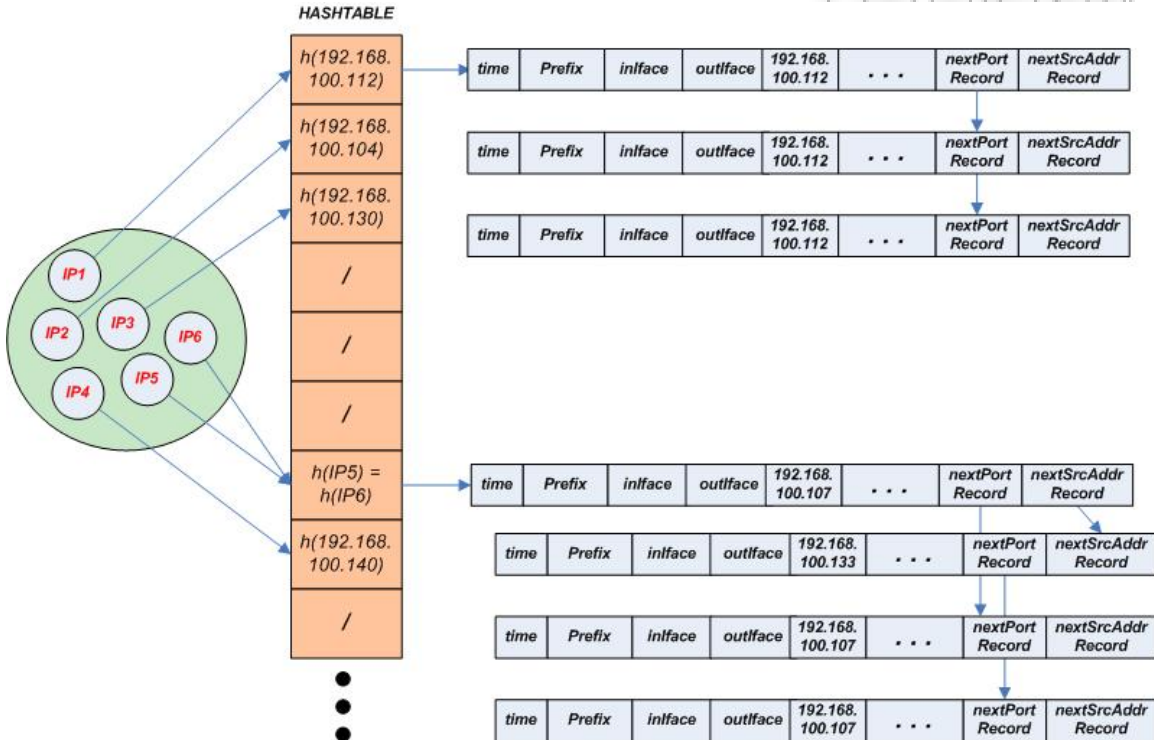 HASHTABLE
h(192.168.
100.112)
h(192.168.
100.104)
h(192.168.
100.130)
/
/
/
h(IP5) =
h(IP6)
h(192.168.
100.140)
/
IP1
IP2
IP3
IP6
IP5
IP4
time Prefix inIface outIface 192.168. . . . nextPort nextSrcAddr
100.112 Record Record
time Prefix inIface outIface 192.168. . . . nextPort nextSrcAddr
100.112 Record Record
time Prefix inIface outIface 192.168. . . . nextPort nextSrcAddr
100.112 Record Record
time Prefix inIface outIface 192.168. . . . nextPort nextSrcAddr
100.107 Record Record
time Prefix inIface outIface 192.168. . . . nextPort nextSrcAddr
100.133 Record Record
time Prefix inIface outIface 192.168. . . . nextPort nextSrcAddr
100.107 Record Record
time Prefix inIface outIface 192.168. . . . nextPort nextSrcAddr
100.107 Record Record